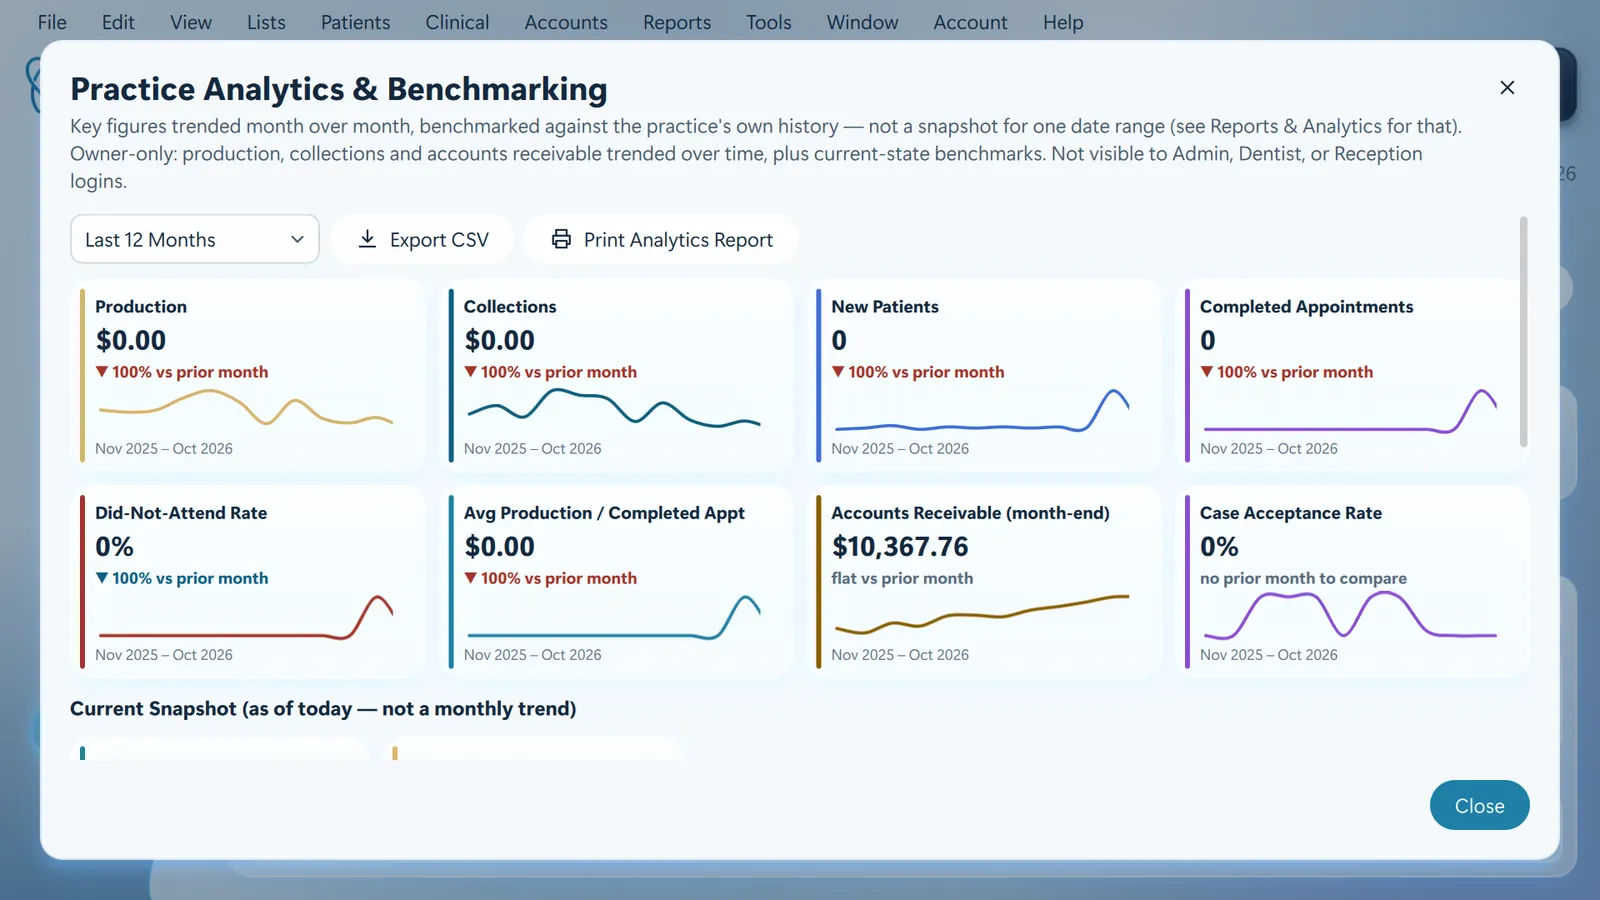 File Edit View Lists Patients Clinical Accounts Reports Tools Window Account Help
Practice Analytics & Benchmarking
Key figures trended month over month, benchmarked against the practice's own history — not a snapshot for one date range (see Reports & Analytics for that).
Owner-only: production, collections and accounts receivable trended over time, plus current-state benchmarks. Not visible to Admin, Dentist, or Reception
logins.
26
Last 12 Months Export CSV Print Analytics Report
Production
$0.00
▼ 100% vs prior month
Nov 2025 – Oct 2026
Collections
$0.00
▼ 100% vs prior month
Nov 2025 – Oct 2026
New Patients
0
▼ 100% vs prior month
Nov 2025 – Oct 2026
Completed Appointments
0
▼ 100% vs prior month
Nov 2025 – Oct 2026
Did-Not-Attend Rate
0%
▼ 100% vs prior month
Nov 2025 – Oct 2026
Avg Production / Completed Appt
$0.00
▼ 100% vs prior month
Nov 2025 – Oct 2026
Accounts Receivable (month-end)
$10,367.76
flat vs prior month
Nov 2025 – Oct 2026
Case Acceptance Rate
0%
no prior month to compare
Nov 2025 – Oct 2026
Current Snapshot (as of today — not a monthly trend)
Close